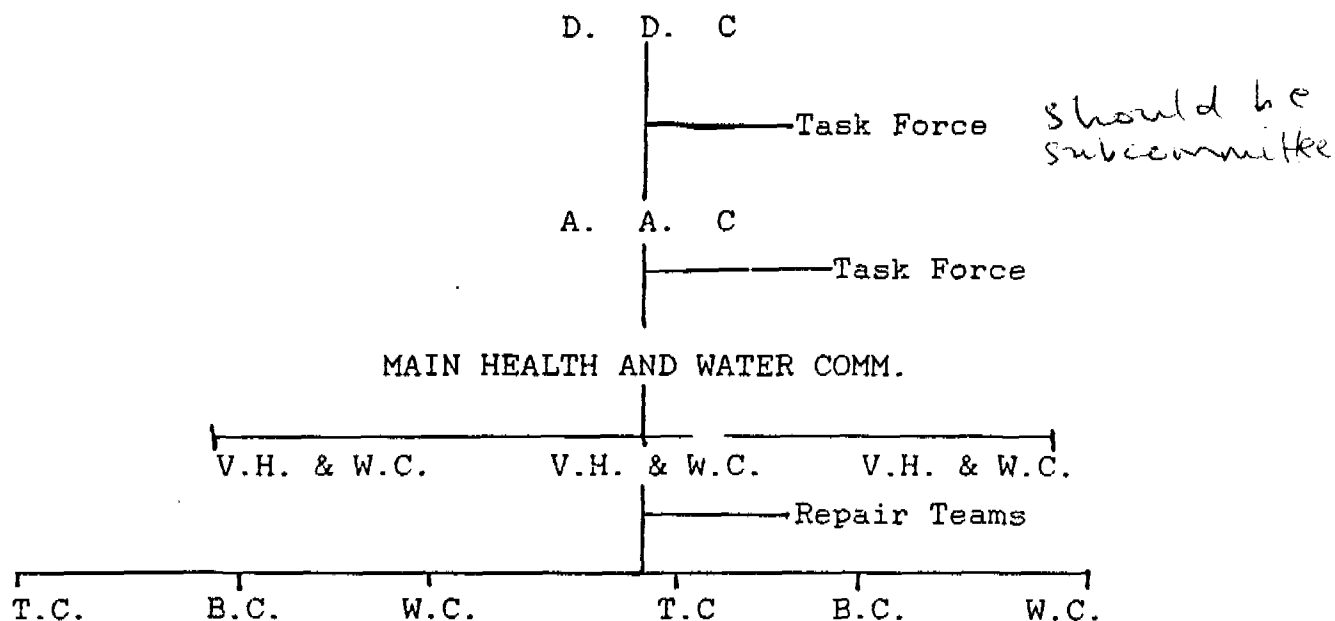 D. D. C
Task Force should be
subcommittee
A. A. C
Task Force
MAIN HEALTH AND WATER COMM.
V.H. & W.C. V.H. & W.C. V.H. & W.C.
Repair Teams
T.C. B.C. W.C. T.C B.C. W.C.